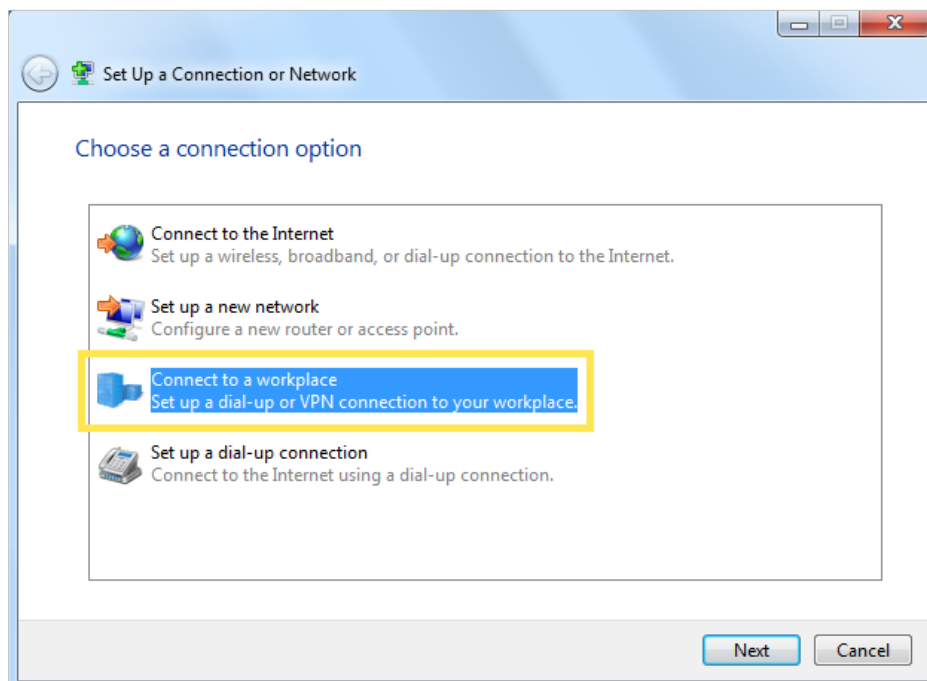 Set Up a Connection or Network
Choose a connection option
Connect to the Internet
Set up a wireless, broadband, or dial-up connection to the Internet.
Set up a new network
Configure a new router or access point.
Connect to a workplace
Set up a dial-up or VPN connection to your workplace.
Set up a dial-up connection
Connect to the Internet using a dial-up connection.
Next Cancel